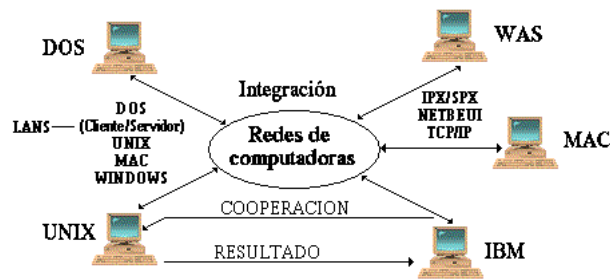 DOS
WAS
Integración
LANS
DOS
(Cliente/Servidor)
UNIX
MAC
WINDOWS
Redes de
computadoras
IPX/SPX
NETBEUI
TCP/IP
MAC
COOPERACION
UNIX
RESULTADO
IBM